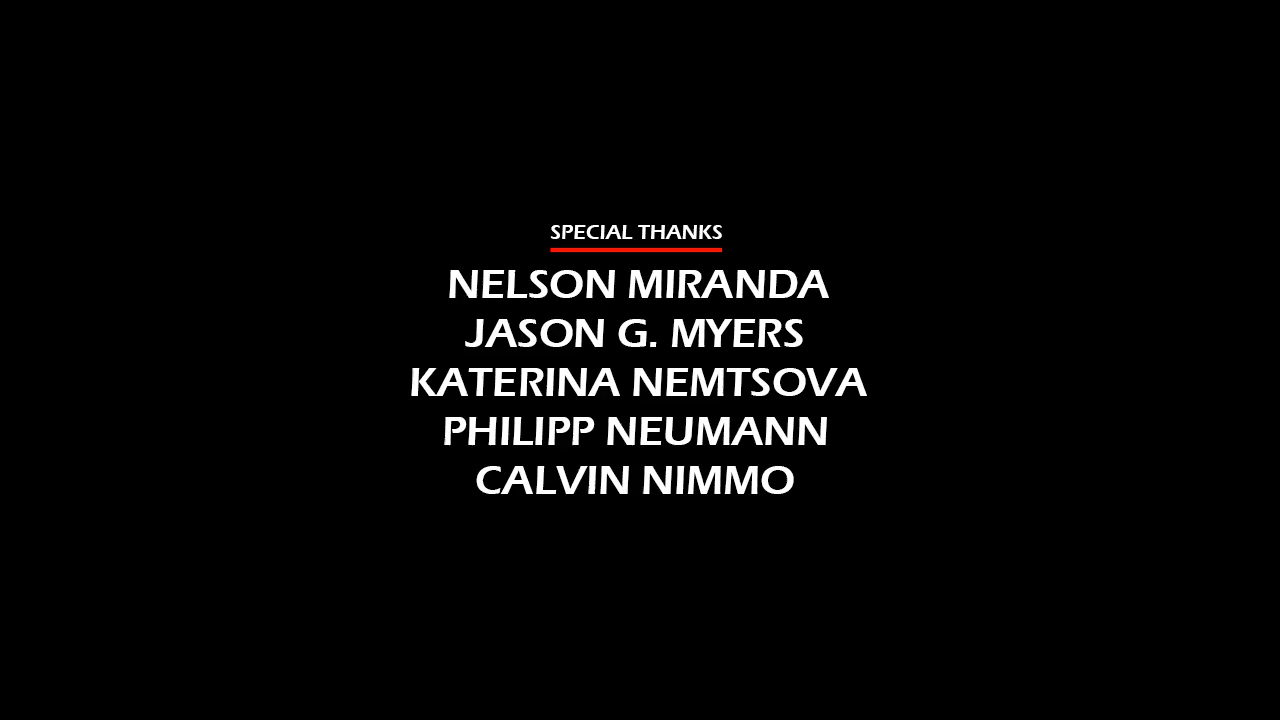 SPECIAL THANKS
NELSON MIRANDA
JASON G. MYERS
KATERINA NEMTSOVA
PHILIPP NEUMANN
CALVIN NIMMO